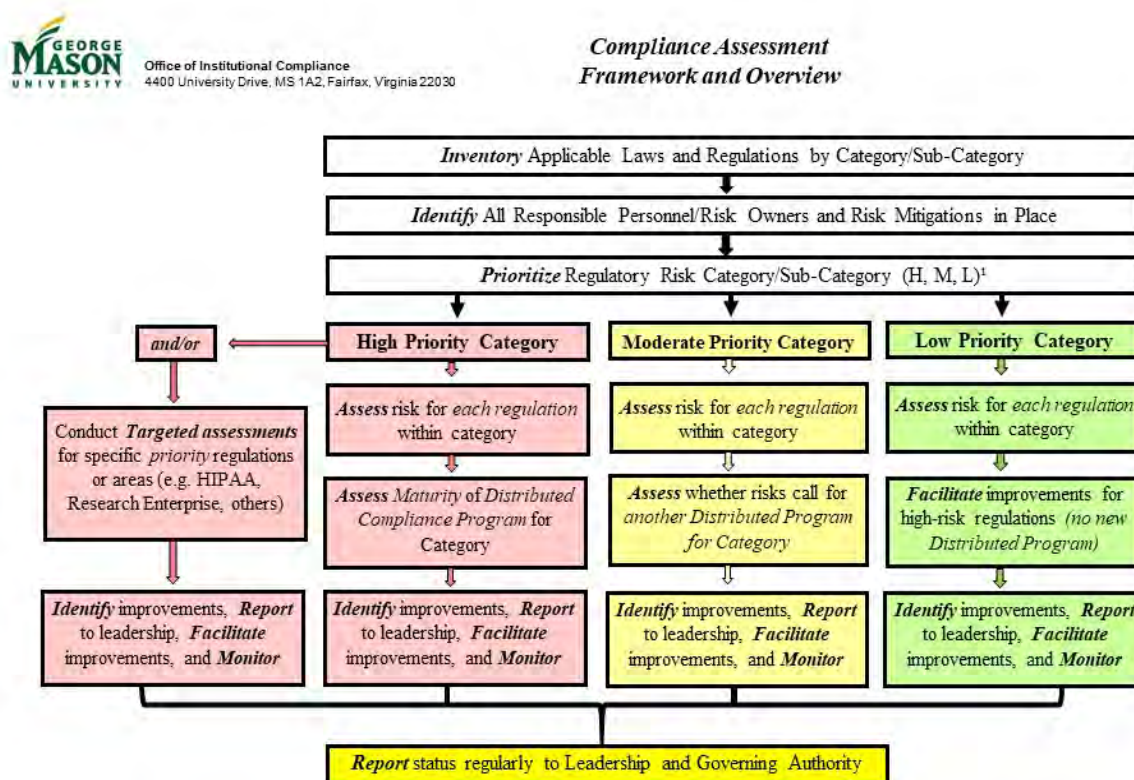 GEORGE
MASON
UNIVERSITY
Office of Institutional Compliance
4400 University Drive, MS 1A2, Fairfax, Virginia 22030
Compliance Assessment
Framework and Overview
Inventory Applicable Laws and Regulations by Category/Sub-Category
Identify All Responsible Personnel/Risk Owners and Risk Mitigations in Place
Prioritize Regulatory Risk Category/Sub-Category (H, M, L)¹
and/or
High Priority Category
Moderate Priority Category
Low Priority Category
Conduct Targeted assessments
for specific priority regulations
or areas (e.g. HIPAA,
Research Enterprise, others)
Assess risk for each regulation
within category
Assess risk for each regulation
within category
Assess risk for each regulation
within category
Assess Maturity of Distributed
Compliance Program for
Category
Assess whether risks call for
another Distributed Program
for Category
Facilitate improvements for
high-risk regulations (no new
Distributed Program)
Identify improvements, Report
to leadership, Facilitate
improvements, and Monitor
Identify improvements, Report
to leadership, Facilitate
improvements, and Monitor
Identify improvements, Report
to leadership, Facilitate
improvements, and Monitor
Identify improvements, Report
to leadership, Facilitate
improvements, and Monitor
Report status regularly to Leadership and Governing Authority